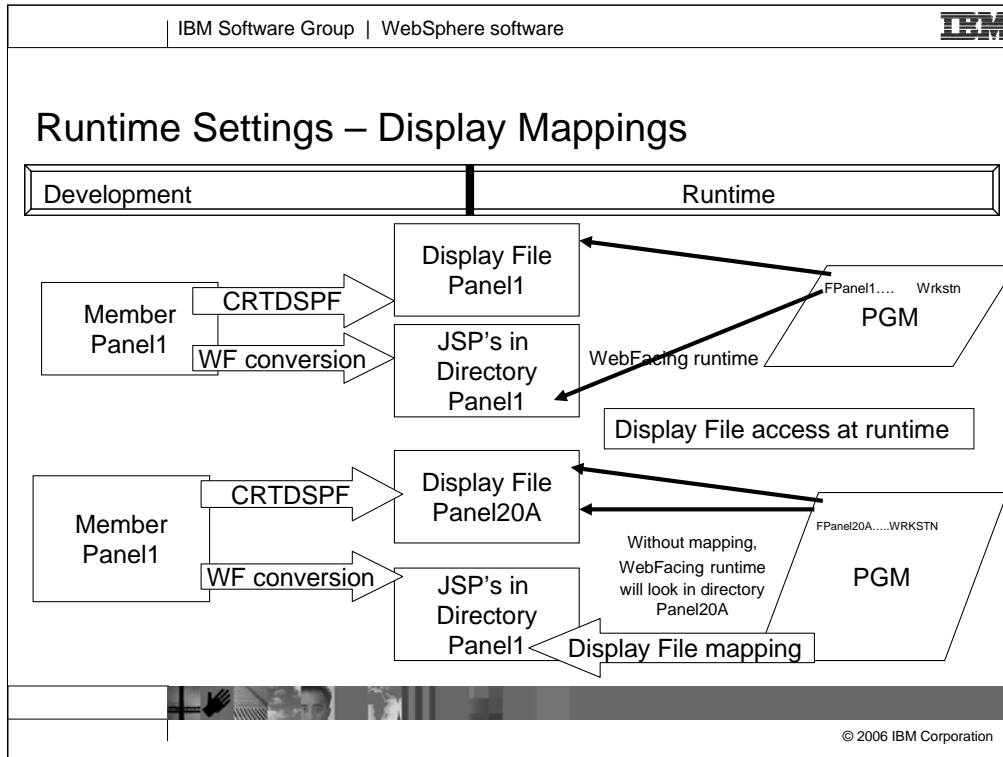 IBM Software Group | WebSphere software
IBM
Runtime Settings – Display Mappings
Development
Runtime
Display File
Panel1
FPanel1.... Wrkstn
PGM
Member
Panel1
CRTDSPF
WF conversion
JSP's in
Directory
Panel1
WebFacing runtime
Display File access at runtime
Member
Panel1
CRTDSPF
WF conversion
Display File
Panel20A
FPanel20A.....WRKSTN
PGM
Without mapping,
WebFacing runtime
will look in directory
Panel20A
JSP's in
Directory
Panel1
Display File mapping
© 2006 IBM Corporation